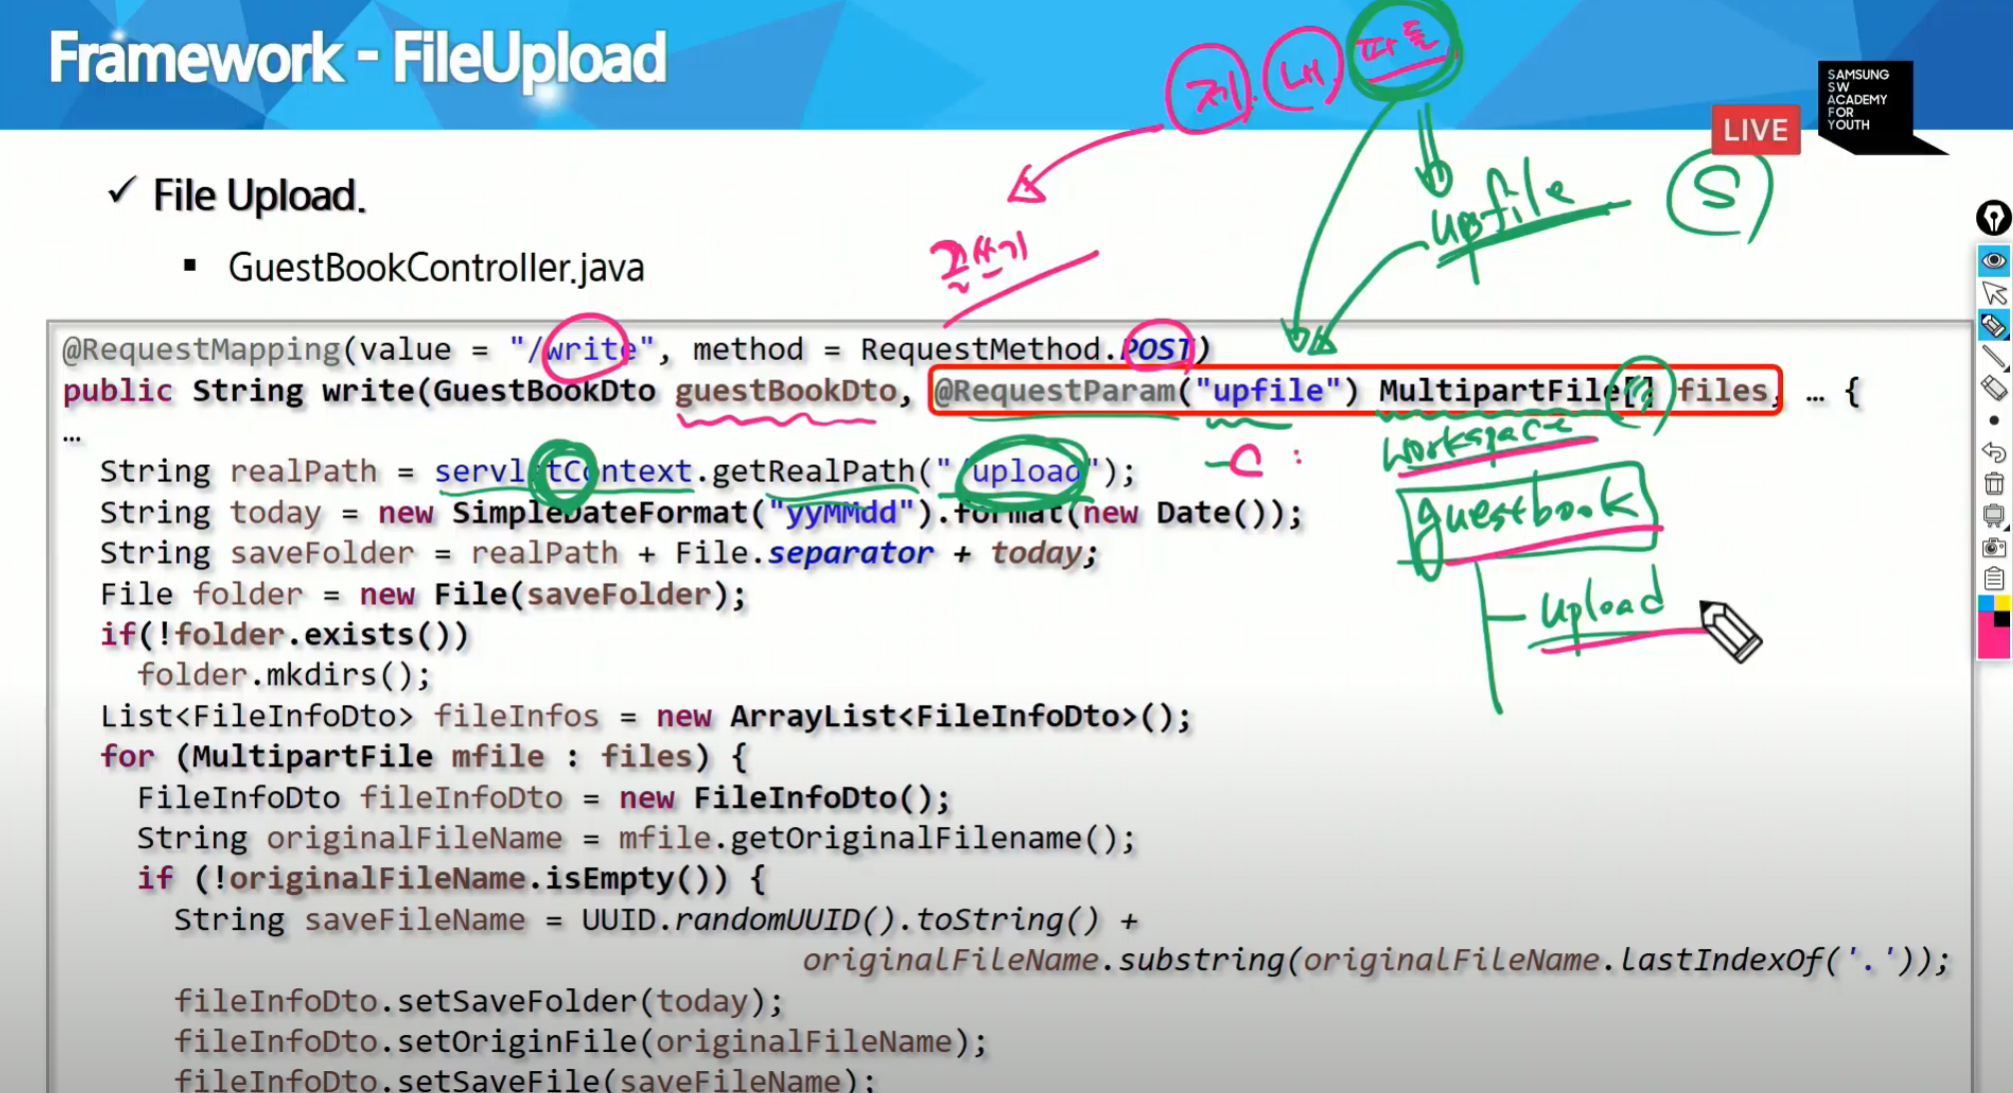 Framework - FileUpload
제. 내. 파일
SAMSUNG
SW
ACADEMY
FOR
YOUTH
LIVE
✓ File Upload.
upfile
S
글쓰기
▪ GuestBookController.java
@RequestMapping(value = "/write", method = RequestMethod.POST)
public String write(GuestBookDto guestBookDto, @RequestParam("upfile") MultipartFile[] files, … {
…
workspace
C :
String realPath = servletContext.getRealPath("/upload");
guestbook
String today = new SimpleDateFormat("yyMMdd").format(new Date());
String saveFolder = realPath + File.separator + today;
File folder = new File(saveFolder);
upload
if(!folder.exists())
folder.mkdirs();
List<FileInfoDto> fileInfos = new ArrayList<FileInfoDto>();
for (MultipartFile mfile : files) {
FileInfoDto fileInfoDto = new FileInfoDto();
String originalFileName = mfile.getOriginalFilename();
if (!originalFileName.isEmpty()) {
String saveFileName = UUID.randomUUID().toString() +
originalFileName.substring(originalFileName.lastIndexOf('.'));
fileInfoDto.setSaveFolder(today);
fileInfoDto.setOriginFile(originalFileName);
fileInfoDto.setSaveFile(saveFileName);